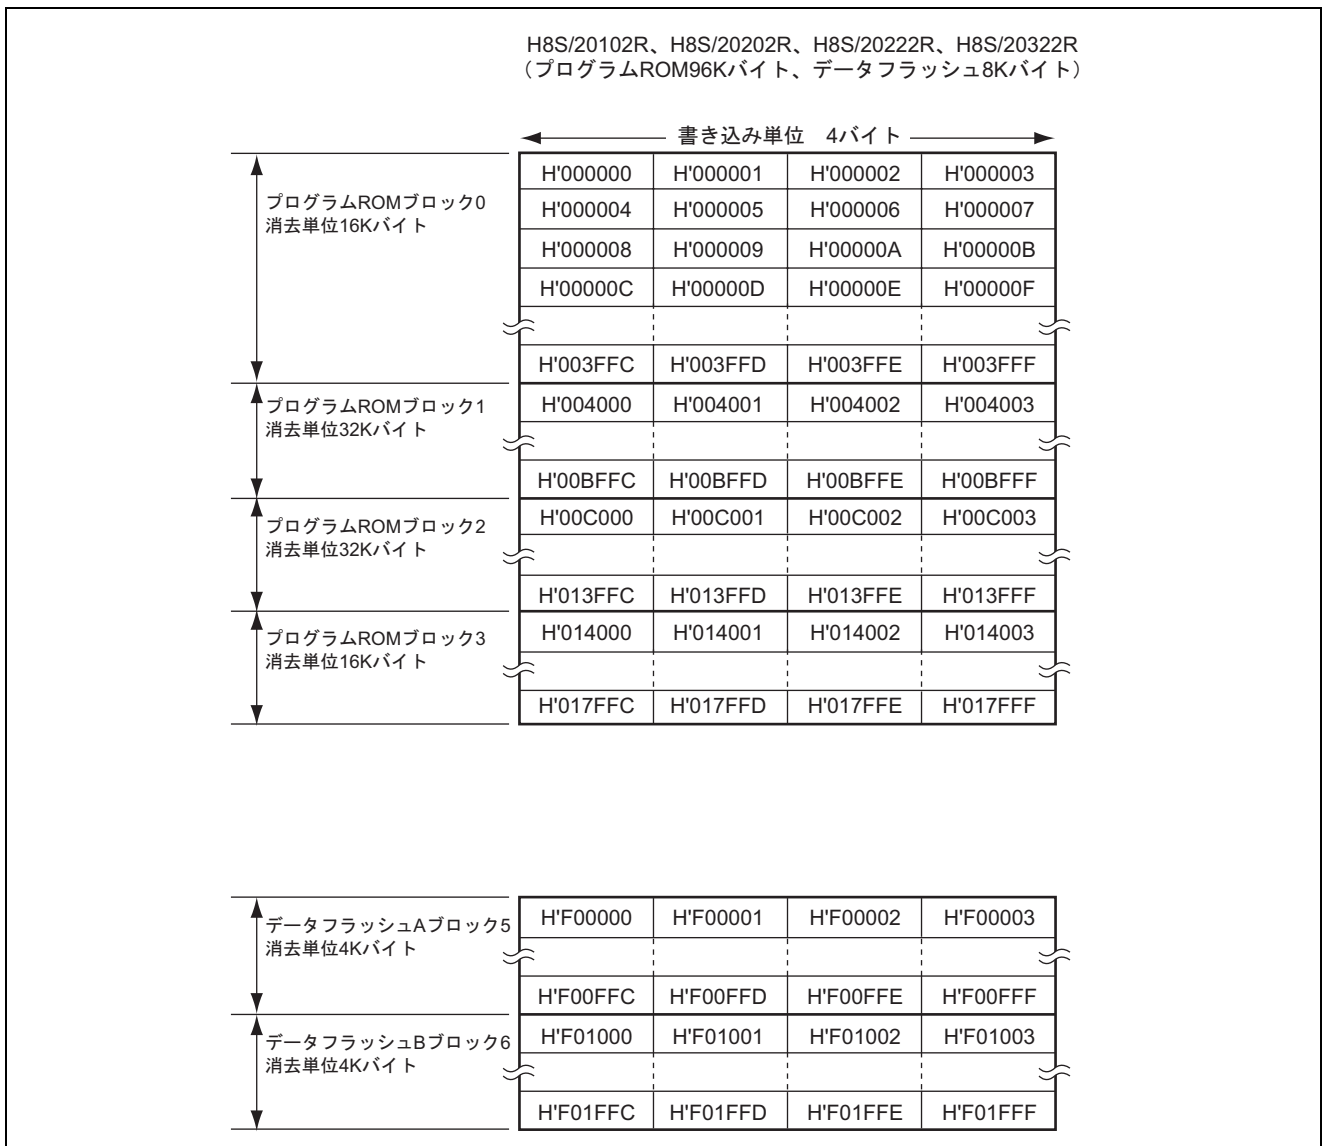 H8S/20102R、H8S/20202R、H8S/20222R、H8S/20322R
（プログラムROM96Kバイト、データフラッシュ8Kバイト）
書き込み単位　4バイト
プログラムROMブロック0
消去単位16Kバイト
H'000000 H'000001 H'000002 H'000003
H'000004 H'000005 H'000006 H'000007
H'000008 H'000009 H'00000A H'00000B
H'00000C H'00000D H'00000E H'00000F
H'003FFC H'003FFD H'003FFE H'003FFF
プログラムROMブロック1
消去単位32Kバイト
H'004000 H'004001 H'004002 H'004003
H'00BFFC H'00BFFD H'00BFFE H'00BFFF
プログラムROMブロック2
消去単位32Kバイト
H'00C000 H'00C001 H'00C002 H'00C003
H'013FFC H'013FFD H'013FFE H'013FFF
プログラムROMブロック3
消去単位16Kバイト
H'014000 H'014001 H'014002 H'014003
H'017FFC H'017FFD H'017FFE H'017FFF
データフラッシュAブロック5
消去単位4Kバイト
H'F00000 H'F00001 H'F00002 H'F00003
H'F00FFC H'F00FFD H'F00FFE H'F00FFF
データフラッシュBブロック6
消去単位4Kバイト
H'F01000 H'F01001 H'F01002 H'F01003
H'F01FFC H'F01FFD H'F01FFE H'F01FFF